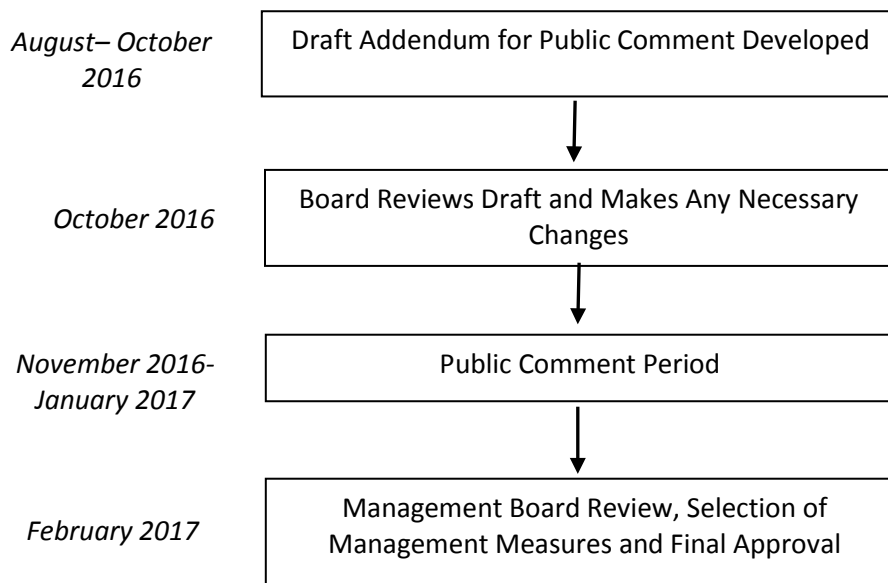 August– October
2016
Draft Addendum for Public Comment Developed
October 2016
Board Reviews Draft and Makes Any Necessary
Changes
November 2016-
January 2017
Public Comment Period
February 2017
Management Board Review, Selection of
Management Measures and Final Approval